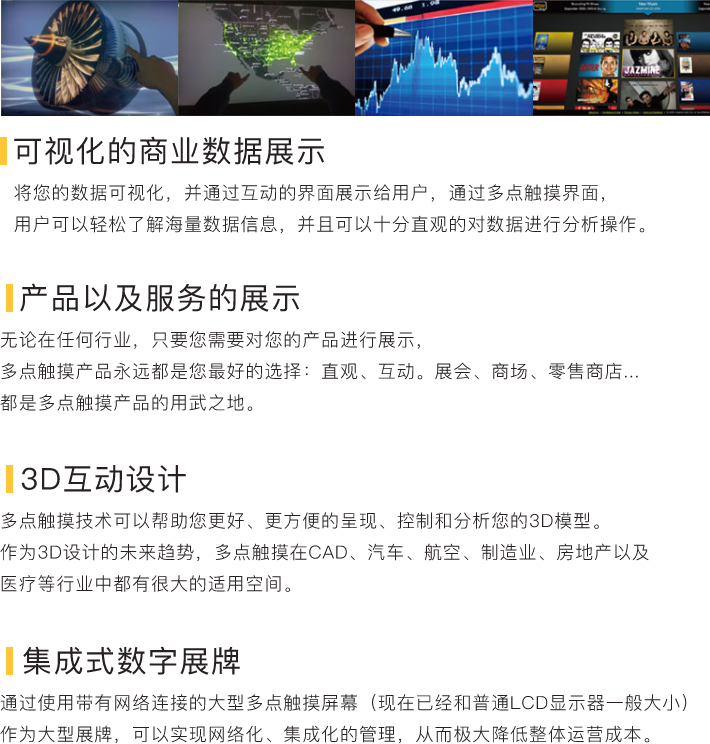 49.68 1.98
JAZMINE
可视化的商业数据展示
将您的数据可视化，并通过互动的界面展示给用户，通过多点触摸界面，
用户可以轻松了解海量数据信息，并且可以十分直观的对数据进行分析操作。
产品以及服务的展示
无论在任何行业，只要您需要对您的产品进行展示，
多点触摸产品永远都是您最好的选择：直观、互动。展会、商场、零售商店...
都是多点触摸产品的用武之地。
3D互动设计
多点触摸技术可以帮助您更好、更方便的呈现、控制和分析您的3D模型。
作为3D设计的未来趋势，多点触摸在CAD、汽车、航空、制造业、房地产以及
医疗等行业中都有很大的适用空间。
集成式数字展牌
通过使用带有网络连接的大型多点触摸屏幕（现在已经和普通LCD显示器一般大小）
作为大型展牌，可以实现网络化、集成化的管理，从而极大降低整体运营成本。